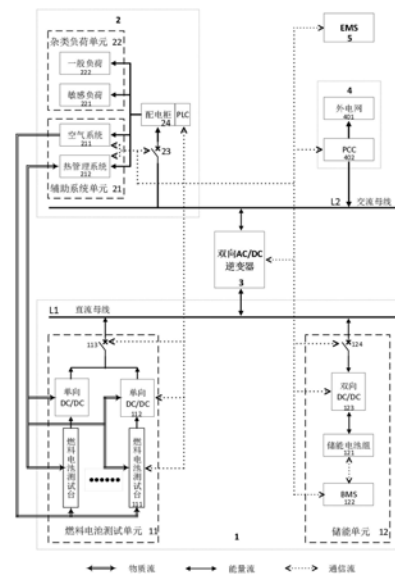 2
杂类负荷单元 22
一般负荷
222
敏感负荷
221
空气系统
211
热管理系统
212
辅助系统单元 21
配电柜
24
PLC
23
EMS
5
4
外电网
401
PCC
402
L2 交流母线
双向AC/DC
逆变器
3
L1 直流母线
113
124
单向
DC/DC
单向
DC/DC
112
双向
DC/DC
123
燃料电池测试台
燃料电池测试台
111
储能电池组
121
BMS
122
燃料电池测试单元 11
1
储能单元 12
物质流
能量流
通信流